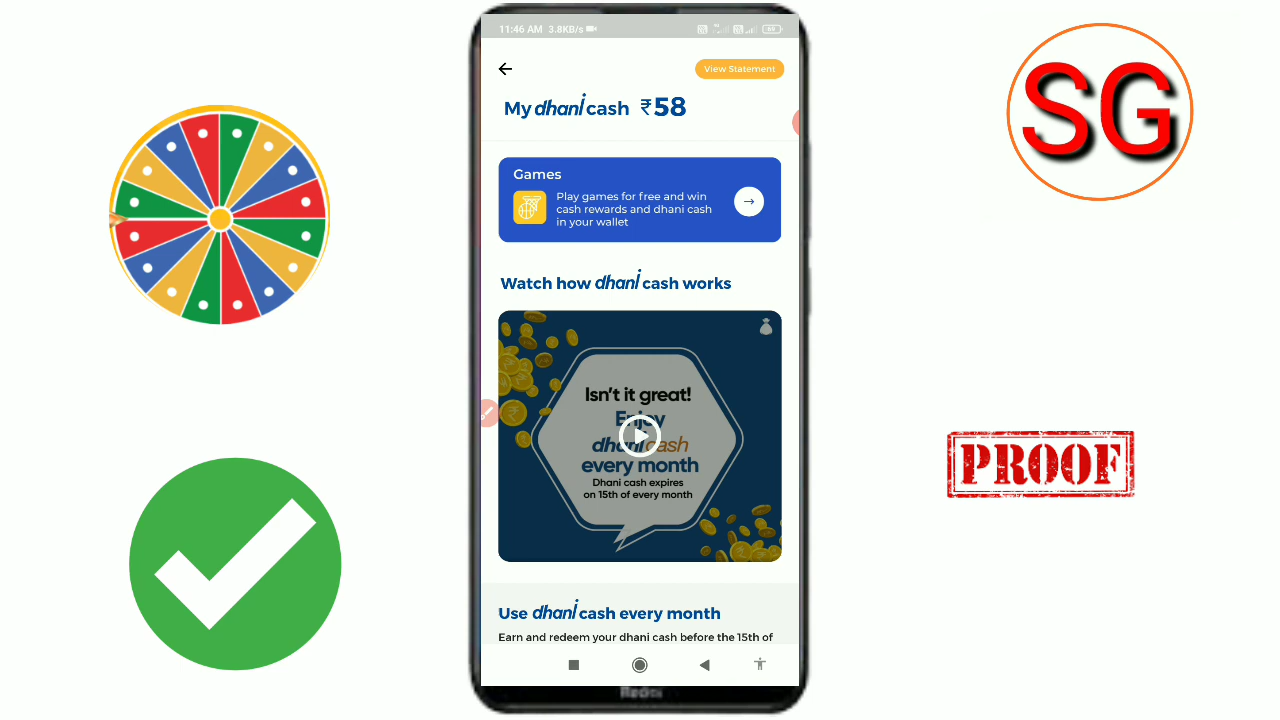 11:46 AM 3.8KB/s
View Statement
My dhani cash ₹58
Games
Play games for free and win
cash rewards and dhani cash
in your wallet
Watch how dhani cash works
Isn't it great!
Enjoy
dhani cash
every month
Dhani cash expires
on 15th of every month
Use dhani cash every month
Earn and redeem your dhani cash before the 15th of
Redmi
SG
PROOF